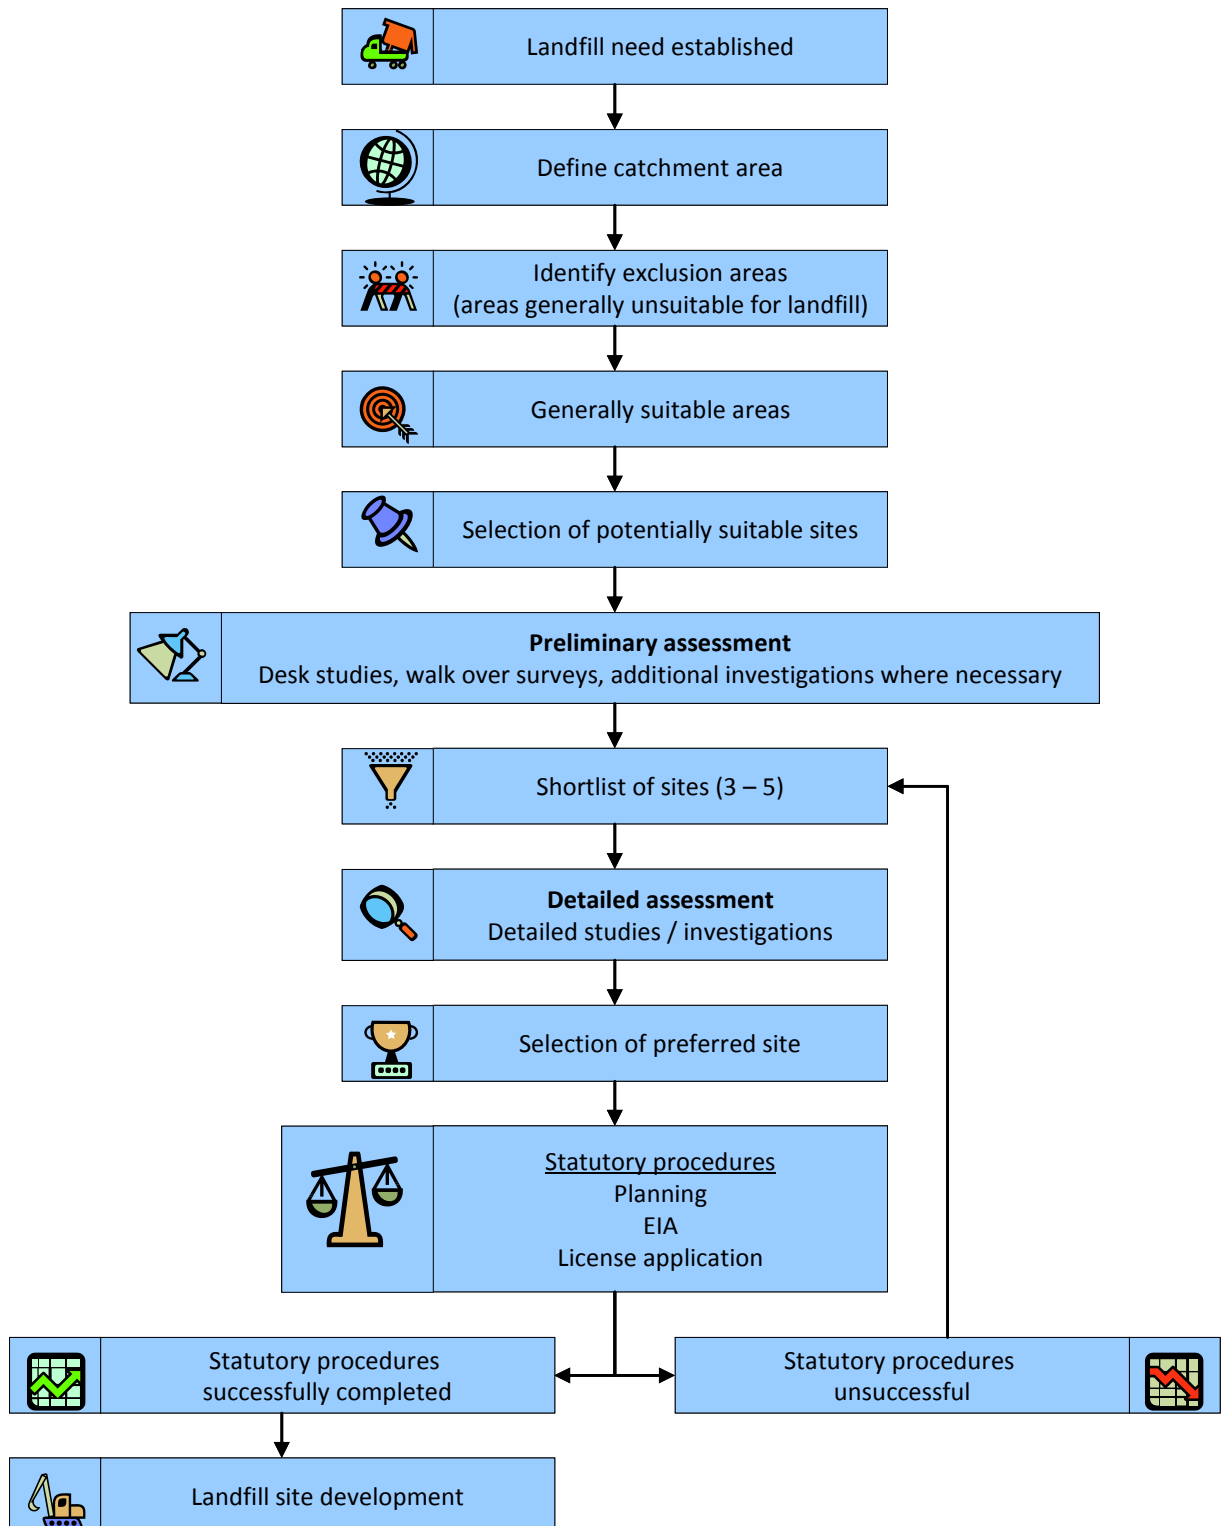 Landfill need established
Define catchment area
Identify exclusion areas
(areas generally unsuitable for landfill)
Generally suitable areas
Selection of potentially suitable sites
Preliminary assessment
Desk studies, walk over surveys, additional investigations where necessary
Shortlist of sites (3 – 5)
Detailed assessment
Detailed studies / investigations
Selection of preferred site
Statutory procedures
Planning
EIA
License application
Statutory procedures
successfully completed
Statutory procedures
unsuccessful
Landfill site development